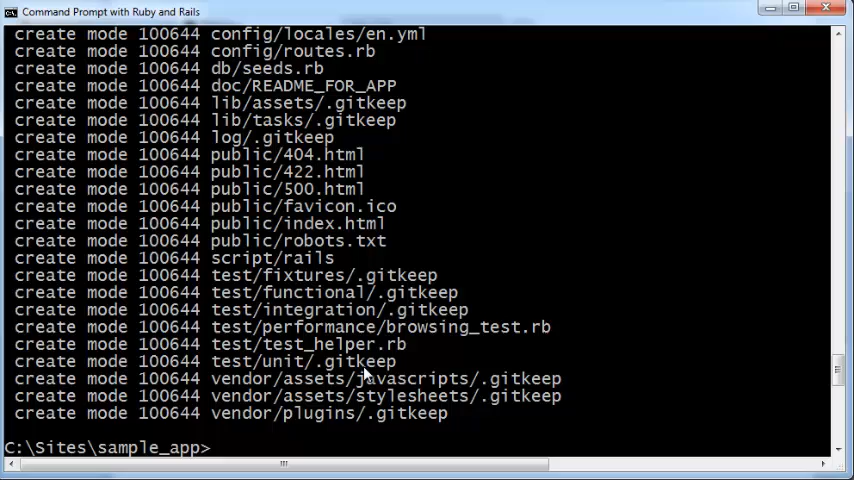 Command Prompt with Ruby and Rails
create mode 100644 config/locales/en.yml
create mode 100644 config/routes.rb
create mode 100644 db/seeds.rb
create mode 100644 doc/README_FOR_APP
create mode 100644 lib/assets/.gitkeep
create mode 100644 lib/tasks/.gitkeep
create mode 100644 log/.gitkeep
create mode 100644 public/404.html
create mode 100644 public/422.html
create mode 100644 public/500.html
create mode 100644 public/favicon.ico
create mode 100644 public/index.html
create mode 100644 public/robots.txt
create mode 100644 script/rails
create mode 100644 test/fixtures/.gitkeep
create mode 100644 test/functional/.gitkeep
create mode 100644 test/integration/.gitkeep
create mode 100644 test/performance/browsing_test.rb
create mode 100644 test/test_helper.rb
create mode 100644 test/unit/.gitkeep
create mode 100644 vendor/assets/javascripts/.gitkeep
create mode 100644 vendor/assets/stylesheets/.gitkeep
create mode 100644 vendor/plugins/.gitkeep
C:\Sites\sample_app>